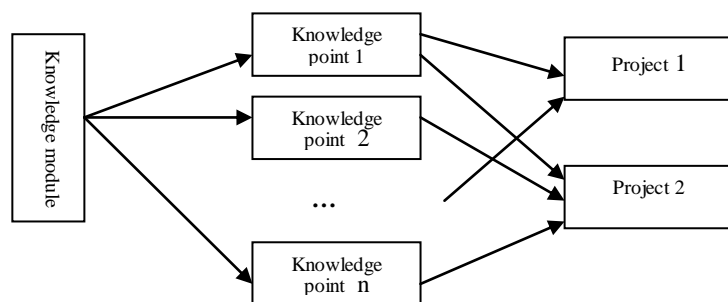 Knowledge module
Knowledge
point 1
Knowledge
point 2
...
Knowledge
point n
Project 1
Project 2